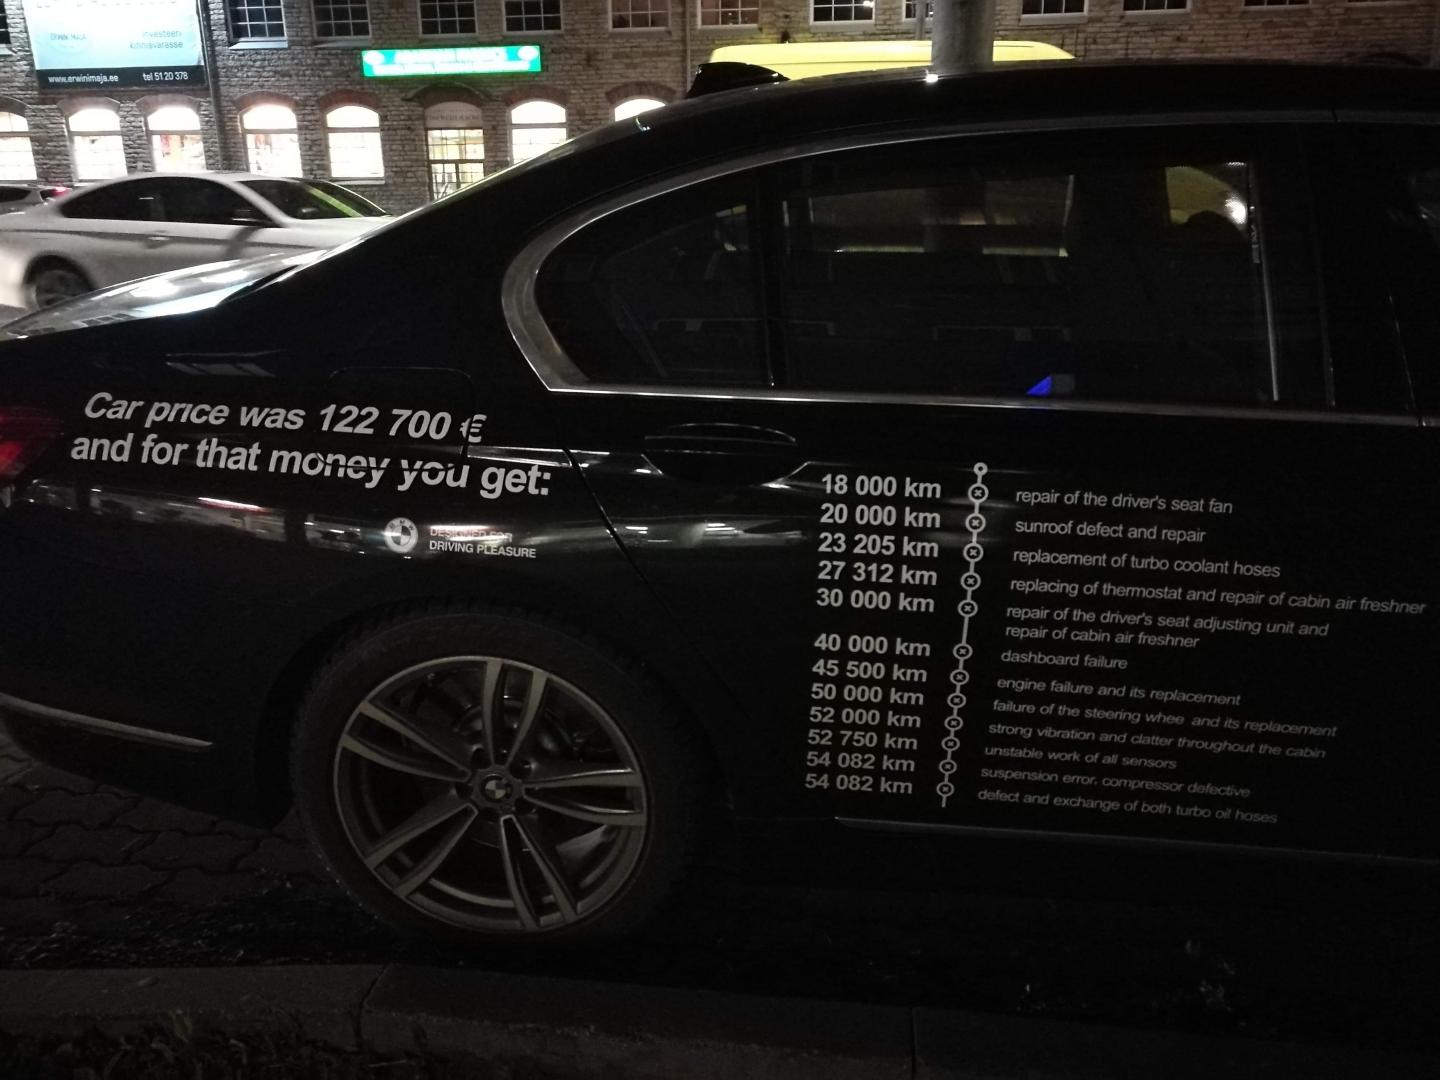 ERWIN MAJA
investeeri
kinnisvarasse
www.erwinimaja.ee tel 51 20 378
Car price was 122 700 €
and for that money you get:
BMW
DESIGNED FOR
DRIVING PLEASURE
18 000 km repair of the driver's seat fan
20 000 km sunroof defect and repair
23 205 km replacement of turbo coolant hoses
27 312 km replacing of thermostat and repair of cabin air freshner
30 000 km repair of the driver's seat adjusting unit and
repair of cabin air freshner
40 000 km dashboard failure
45 500 km engine failure and its replacement
50 000 km failure of the steering whee and its replacement
52 000 km strong vibration and clatter throughout the cabin
52 750 km unstable work of all sensors
54 082 km suspension error, compressor defective
54 082 km defect and exchange of both turbo oil hoses